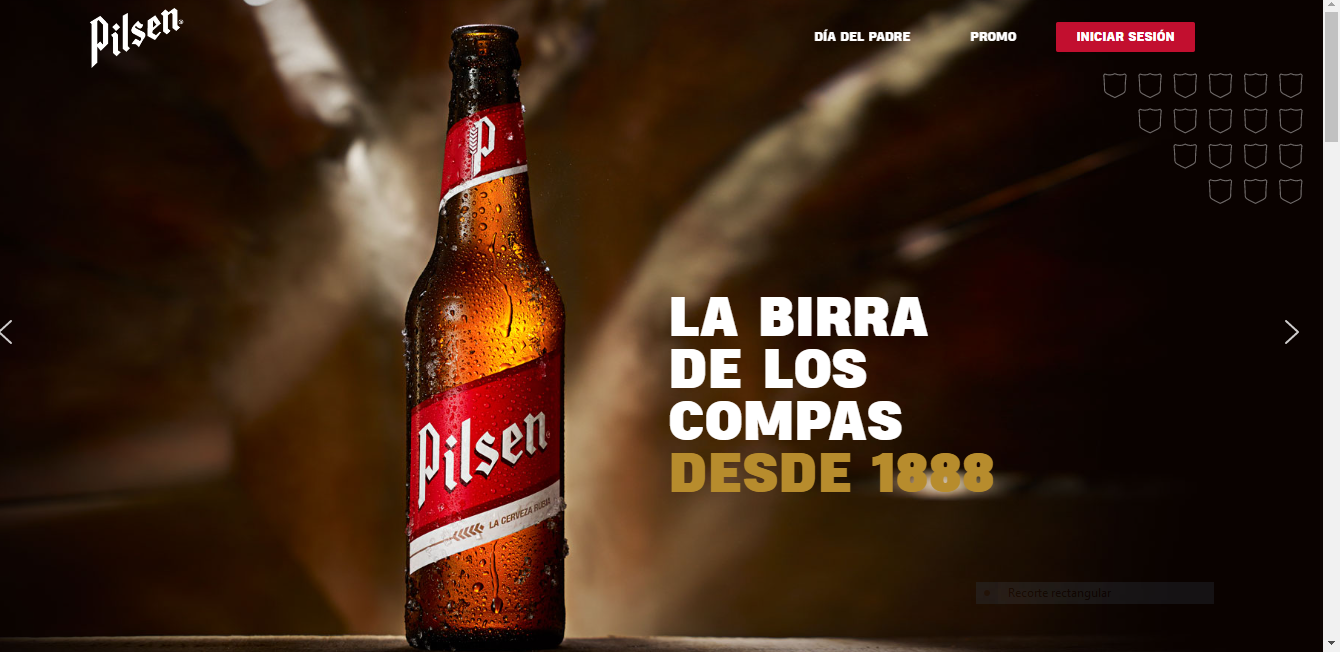 Pilsen
DÍA DEL PADRE
PROMO
INICIAR SESIÓN
P
LA BIRRA
DE LOS
COMPAS
DESDE 1888
Pilsen
LA CERVEZA RUBIA
Recorte rectangular